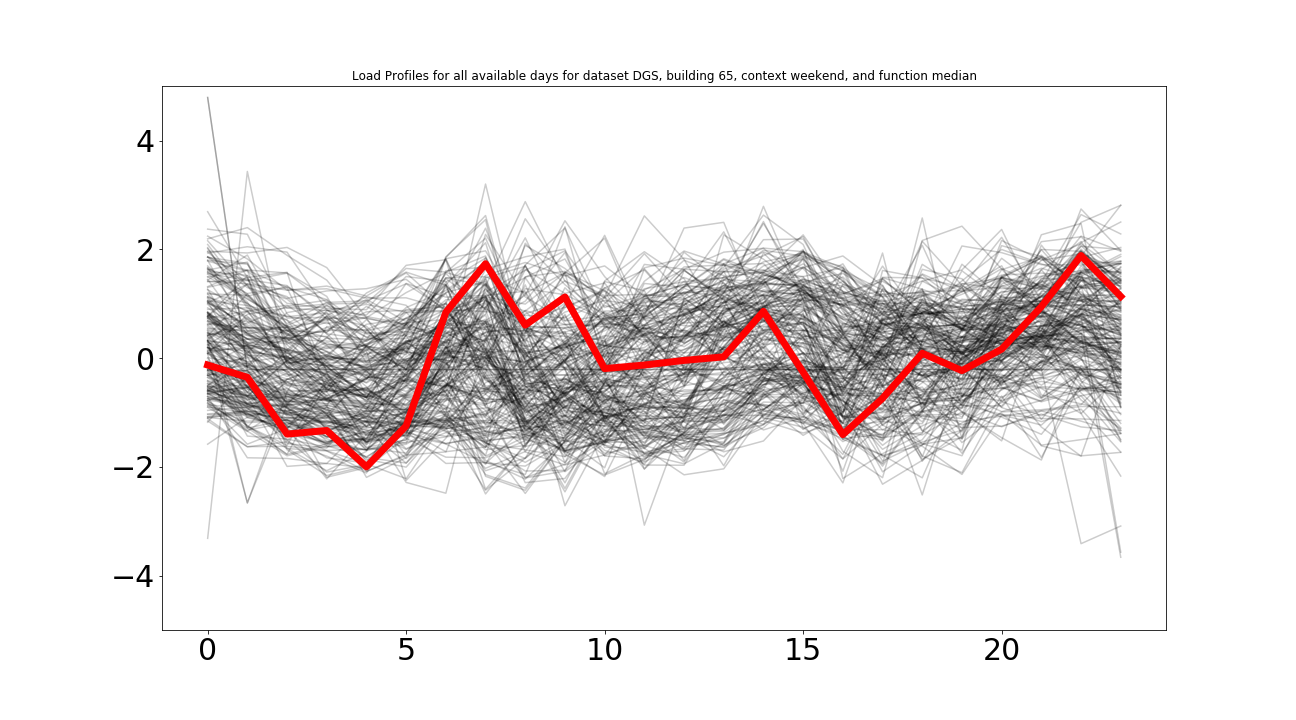 Load Profiles for all available days for dataset DGS, building 65, context weekend, and function median
4
2
0
−2
−4
0 5 10 15 20